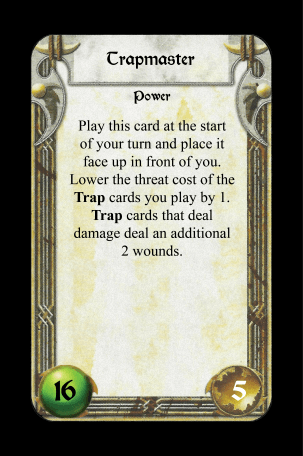 Trapmaster
Power
Play this card at the start
of your turn and place it
face up in front of you.
Lower the threat cost of the
Trap cards you play by 1.
Trap cards that deal
damage deal an additional
2 wounds.
16
5